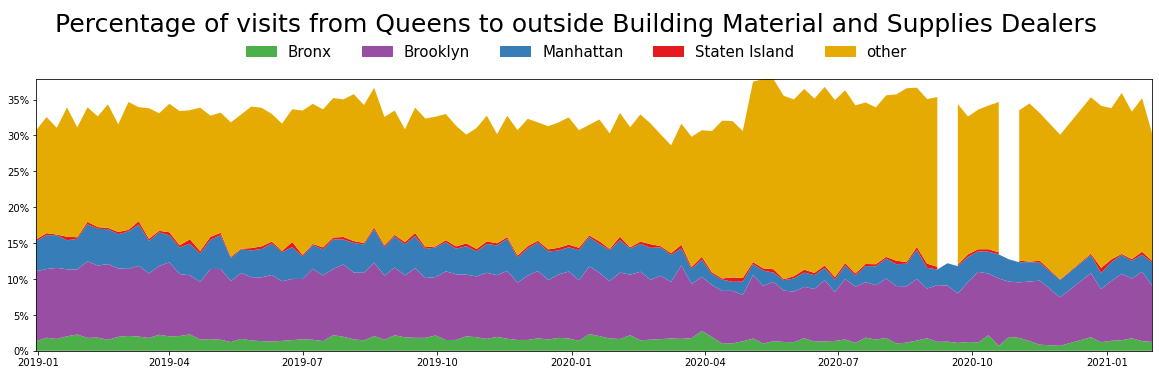 Percentage of visits from Queens to outside Building Material and Supplies Dealers
Bronx Brooklyn Manhattan Staten Island other
35%
30%
25%
20%
15%
10%
5%
0%
2019-01 2019-04 2019-07 2019-10 2020-01 2020-04 2020-07 2020-10 2021-01